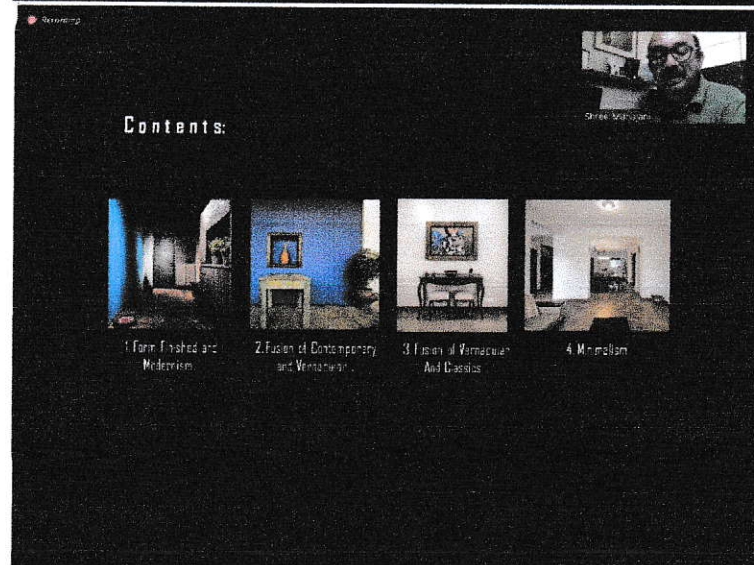 Recording
Contents:
1. Form Finished and
Modernism
2. Fusion of Contemporary
and Vernacular.
3. Fusion of Vernacular
And Classics
4. Minimalism
Shree